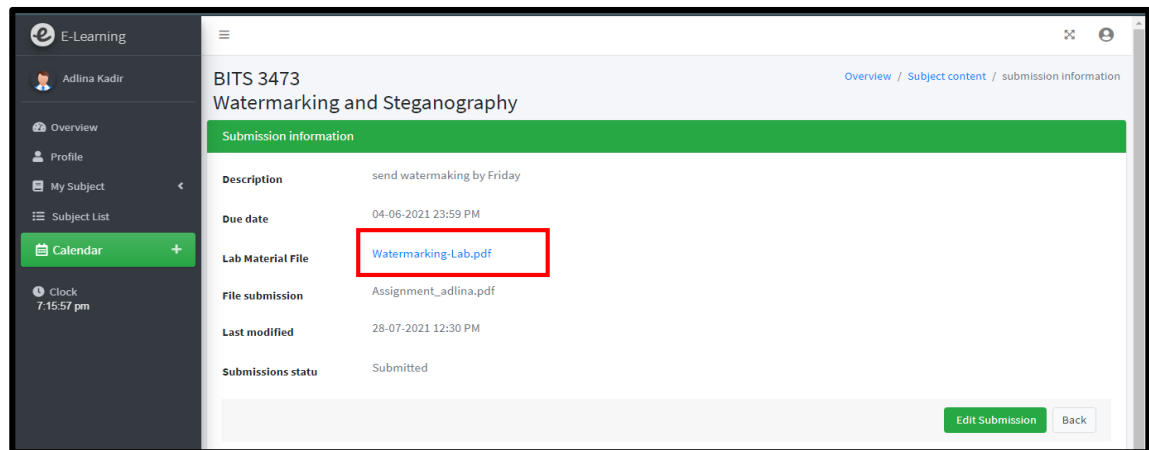 E-Learning
Adlina Kadir
Overview
Profile
My Subject
Subject List
Calendar
Clock
7:15:57 pm
BITS 3473
Watermarking and Steganography
Overview / Subject content / submission information
Submission information
Description send watermaking by Friday
Due date 04-06-2021 23:59 PM
Lab Material File Watermarking-Lab.pdf
File submission Assignment_adlina.pdf
Last modified 28-07-2021 12:30 PM
Submissions statu Submitted
Edit Submission Back